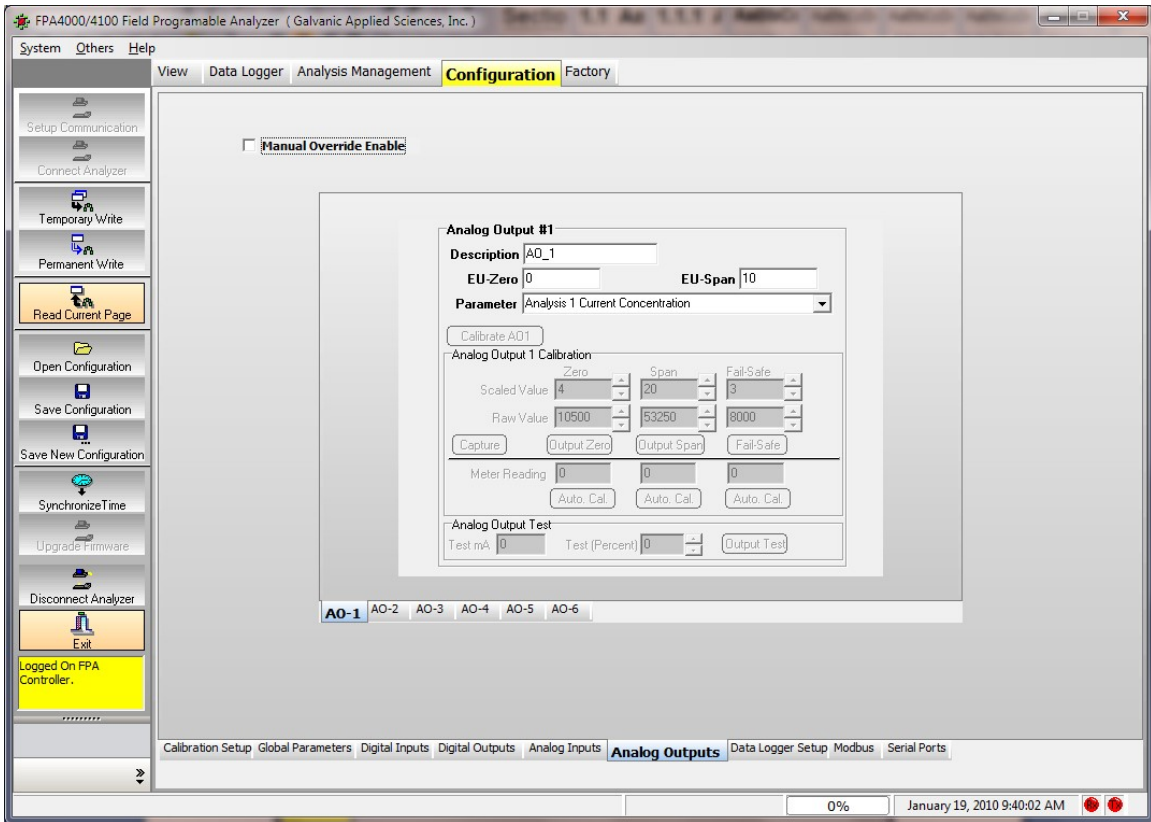 FPA4000/4100 Field Programable Analyzer ( Galvanic Applied Sciences, Inc. )
System Others Help
View Data Logger Analysis Management Configuration Factory
Setup Communication
Connect Analyzer
Temporary Write
Permanent Write
Read Current Page
Open Configuration
Save Configuration
Save New Configuration
SynchronizeTime
Upgrade Firmware
Disconnect Analyzer
Exit
Logged On FPA
Controller.
Manual Override Enable
Analog Output #1
Description AO_1
EU-Zero 0 EU-Span 10
Parameter Analysis 1 Current Concentration
Calibrate AO1
Analog Output 1 Calibration
Zero Span Fail-Safe
Scaled Value 4 20 3
Raw Value 10500 53250 8000
Capture Output Zero Output Span Fail-Safe
Meter Reading 0 0 0
Auto. Cal. Auto. Cal. Auto. Cal.
Analog Output Test
Test mA 0 Test (Percent) 0 Output Test
AO-1 AO-2 AO-3 AO-4 AO-5 AO-6
Calibration Setup Global Parameters Digital Inputs Digital Outputs Analog Inputs Analog Outputs Data Logger Setup Modbus Serial Ports
0% January 19, 2010 9:40:02 AM Rx Tx